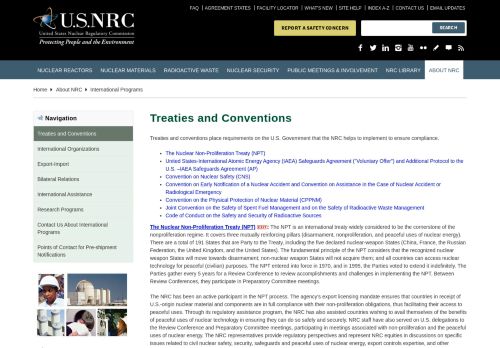 FAQ | AGREEMENT STATES | FACILITY LOCATOR | WHAT'S NEW | SITE HELP | INDEX A-Z | CONTACT US | EMAIL UPDATES
U.S.NRC
United States Nuclear Regulatory Commission
Protecting People and the Environment
REPORT A SAFETY CONCERN
SEARCH
NUCLEAR REACTORS NUCLEAR MATERIALS RADIOACTIVE WASTE NUCLEAR SECURITY PUBLIC MEETINGS & INVOLVEMENT NRC LIBRARY ABOUT NRC
Home About NRC International Programs
Navigation
Treaties and Conventions
International Organizations
Export-Import
Bilateral Relations
International Assistance
Research Programs
Contact Us About International
Programs
Points of Contact for Pre-shipment
Notifications
Treaties and Conventions
Treaties and conventions place requirements on the U.S. Government that the NRC helps to implement to ensure compliance.
The Nuclear Non-Proliferation Treaty (NPT)
United States-International Atomic Energy Agency (IAEA) Safeguards Agreement ("Voluntary Offer") and Additional Protocol to the
U.S. –IAEA Safeguards Agreement (AP)
Convention on Nuclear Safety (CNS)
Convention on Early Notification of a Nuclear Accident and Convention on Assistance in the Case of Nuclear Accident or
Radiological Emergency
Convention on the Physical Protection of Nuclear Material (CPPNM)
Joint Convention on the Safety of Spent Fuel Management and on the Safety of Radioactive Waste Management
Code of Conduct on the Safety and Security of Radioactive Sources
The Nuclear Non-Proliferation Treaty (NPT) EXIT: The NPT is an international treaty widely considered to be the cornerstone of the
nonproliferation regime. It covers three mutually reinforcing pillars (disarmament, nonproliferation, and peaceful uses of nuclear energy).
There are a total of 191 States that are Party to the Treaty, including the five declared nuclear-weapon States (China, France, the Russian
Federation, the United Kingdom, and the United States). The fundamental principle of the NPT considers that the recognized nuclear
weapon States will move towards disarmament; non-nuclear weapon States will not acquire them; and all countries can access nuclear
technology for peaceful (civilian) purposes. The NPT entered into force in 1970, and in 1995, the Parties voted to extend it indefinitely. The
Parties gather every 5 years for a Review Conference to review accomplishments and challenges in implementing the NPT. Between
Review Conferences, they participate in Preparatory Committee meetings.
The NRC has been an active participant in the NPT process. The agency's export licensing mandate ensures that countries in receipt of
U.S.-origin nuclear material and components are in full compliance with their non-proliferation obligations, thus facilitating their access to
peaceful uses. Through its regulatory assistance program, the NRC has also assisted countries wishing to avail themselves of the benefits
of peaceful uses of nuclear technology in ensuring they can do so safely and securely. NRC staff have also served on U.S. delegations to
the Review Conference and Preparatory Committee meetings, participating in meetings associated with non proliferation and the peaceful
uses of nuclear energy. The NRC representatives provide regulatory perspectives and represent NRC equities in discussions on specific
issues related to civil nuclear safety, security, safeguards and peaceful uses of nuclear energy, export controls expertise, and other